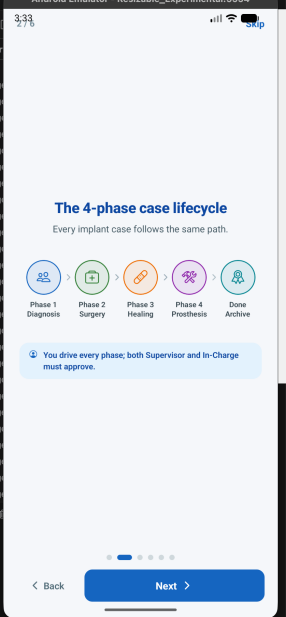 Android Emulator - Resizable_Experimental:5554
3:33
2 / 6
Skip
The 4-phase case lifecycle
Every implant case follows the same path.
Phase 1
Diagnosis
Phase 2
Surgery
Phase 3
Healing
Phase 4
Prosthesis
Done
Archive
You drive every phase; both Supervisor and In-Charge
must approve.
Back
Next